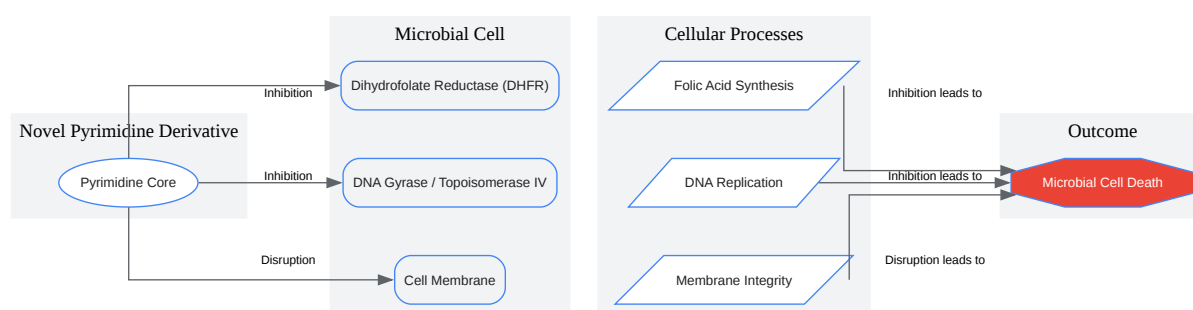 Microbial Cell
Cellular Processes
Dihydrofolate Reductase (DHFR)
Folic Acid Synthesis
Inhibition
Inhibition leads to
Novel Pyrimidine Derivative
Outcome
Pyrimidine Core
Inhibition
DNA Gyrase / Topoisomerase IV
DNA Replication
Inhibition leads to
Microbial Cell Death
Disruption
Disruption leads to
Cell Membrane
Membrane Integrity